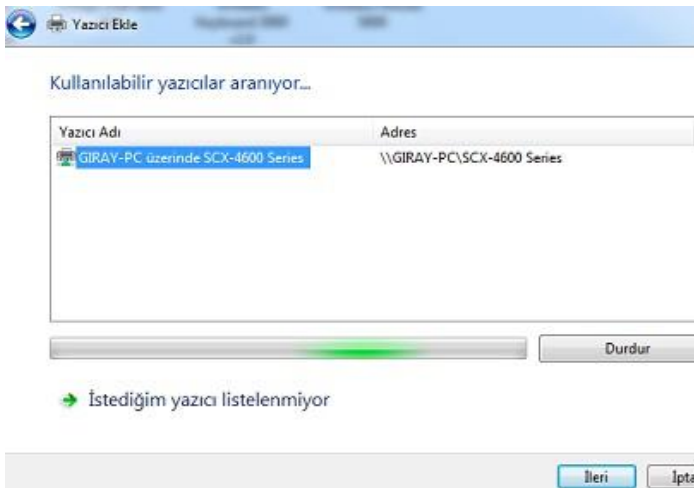 Yazıcı Ekle
Kullanılabilir yazıcılar aranıyor...
Yazıcı Adı Adres
GIRAY-PC üzerinde SCX-4600 Series \\GIRAY-PC\SCX-4600 Series
Durdur
İstediğim yazıcı listelenmiyor
İleri İpta